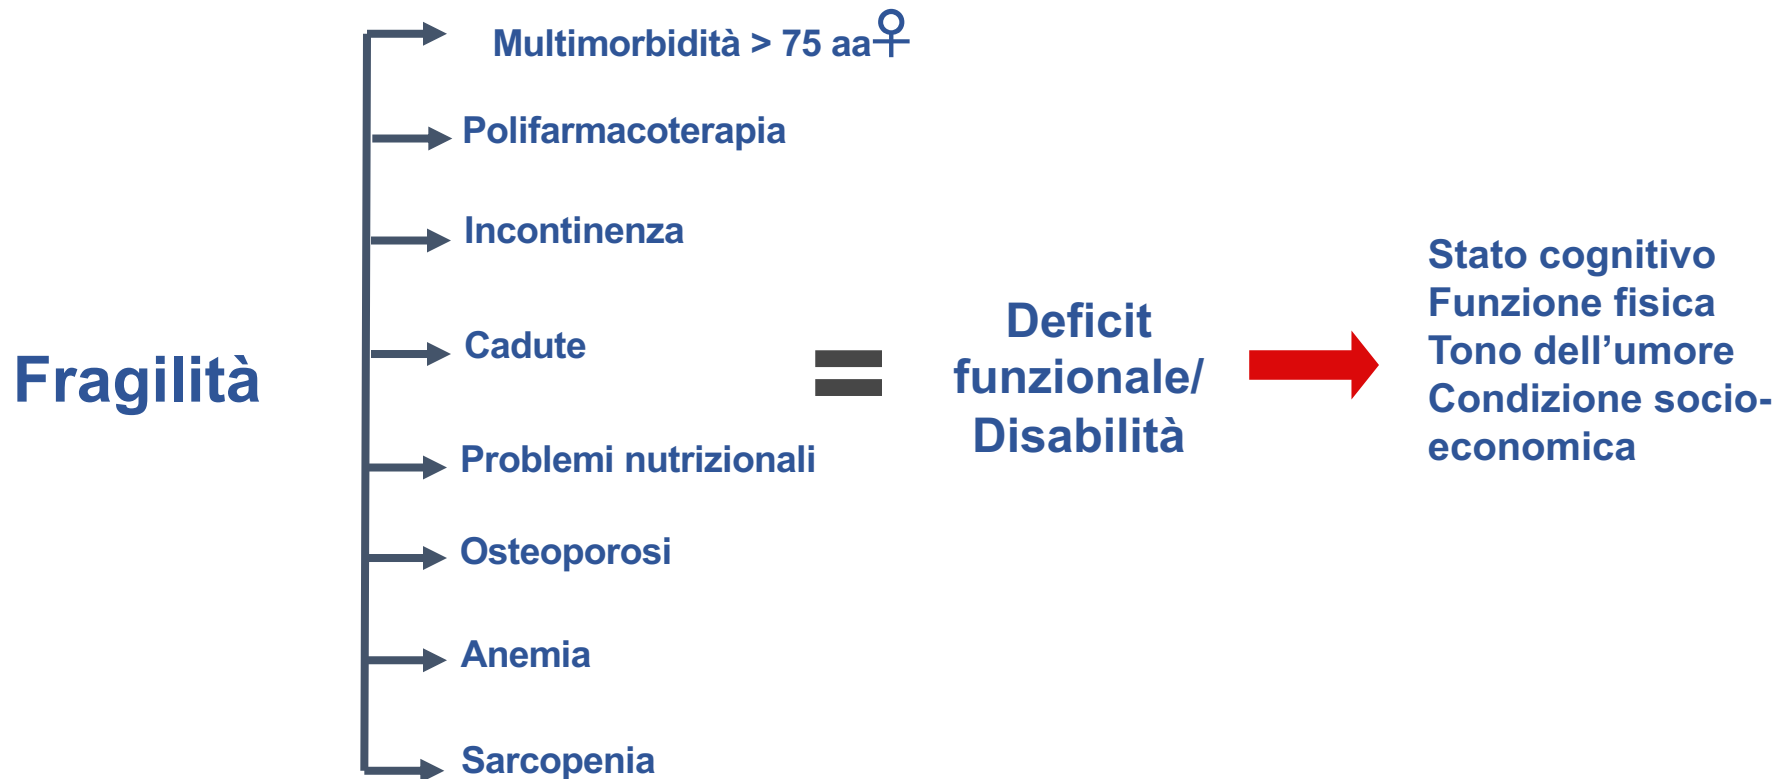 Fragilità
Multimorbidità > 75 aa♀
Polifarmacoterapia
Incontinenza
Cadute
Problemi nutrizionali
Osteoporosi
Anemia
Sarcopenia
=
Deficit
funzionale/
Disabilità
Stato cognitivo
Funzione fisica
Tono dell’umore
Condizione socio-
economica